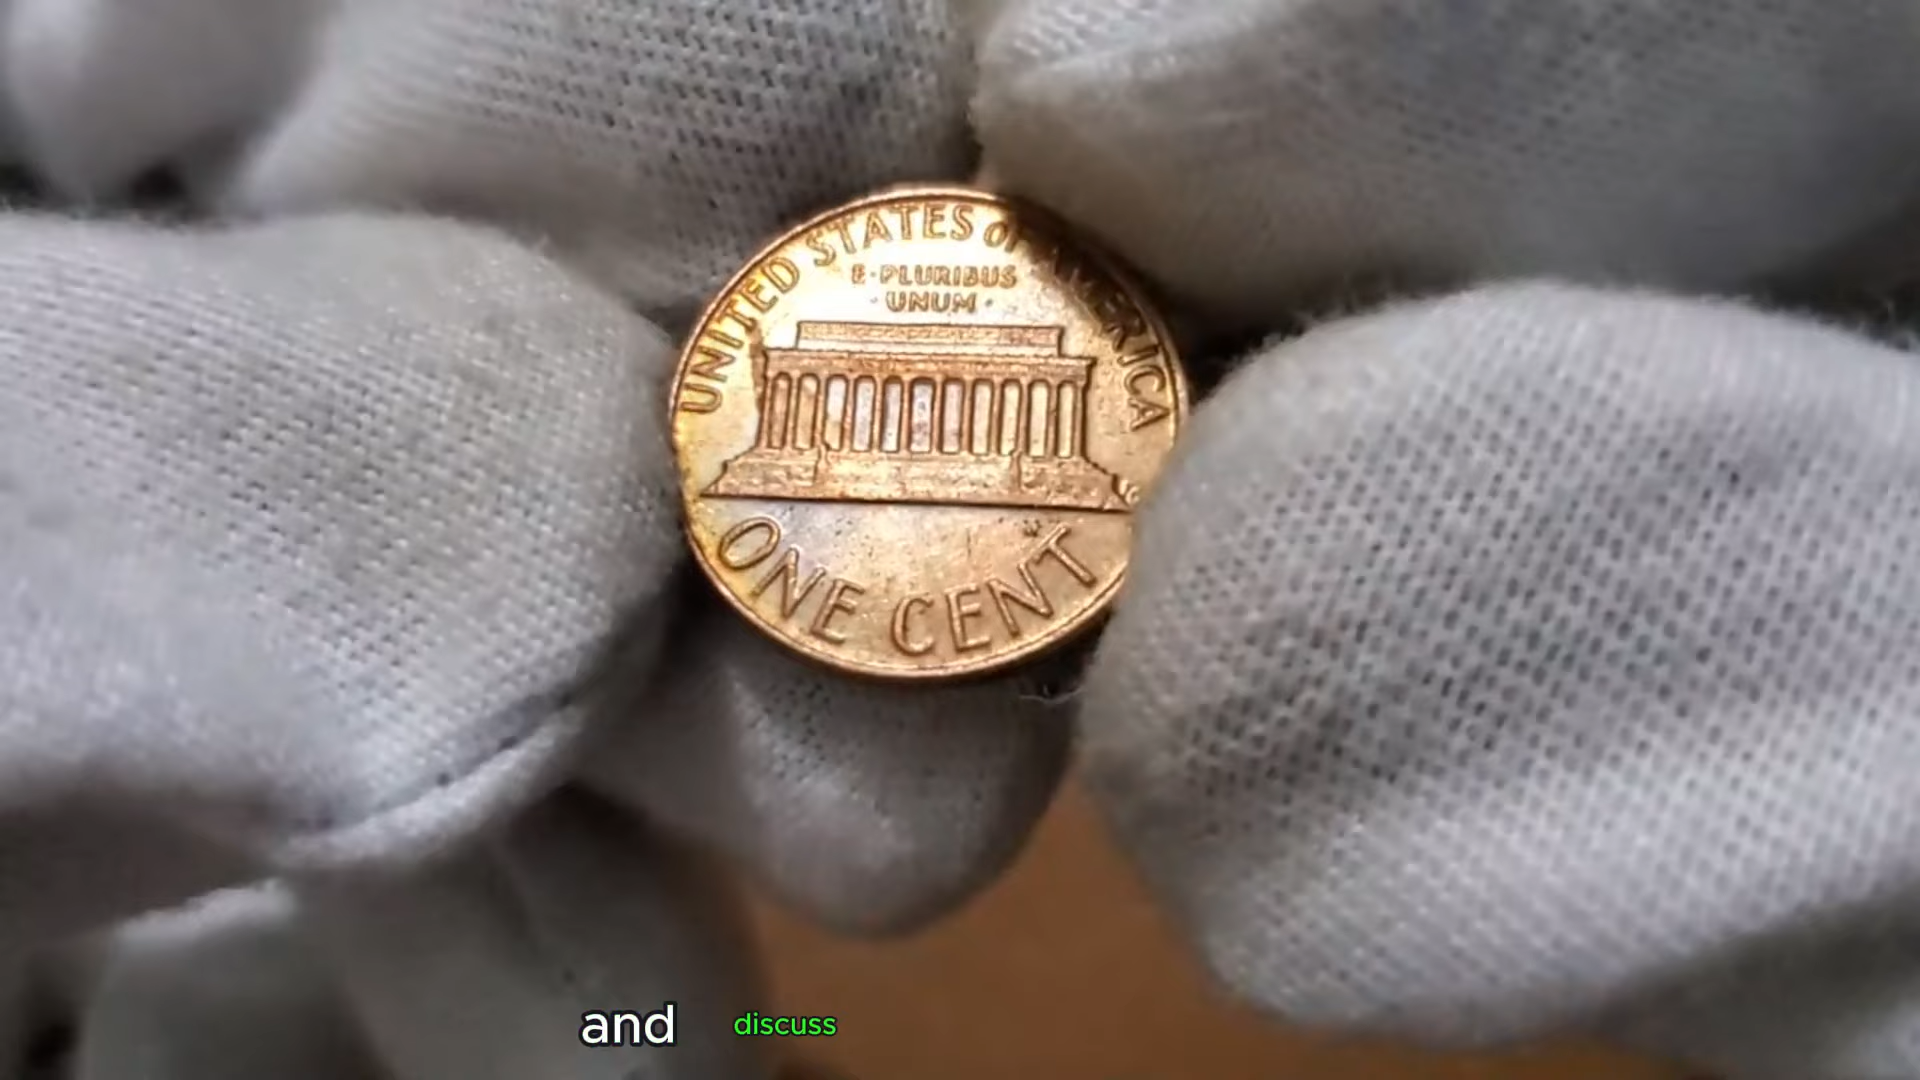 UNITED STATES OF AMERICA
E·PLURIBUS
·UNUM·
ONE CENT
and discuss